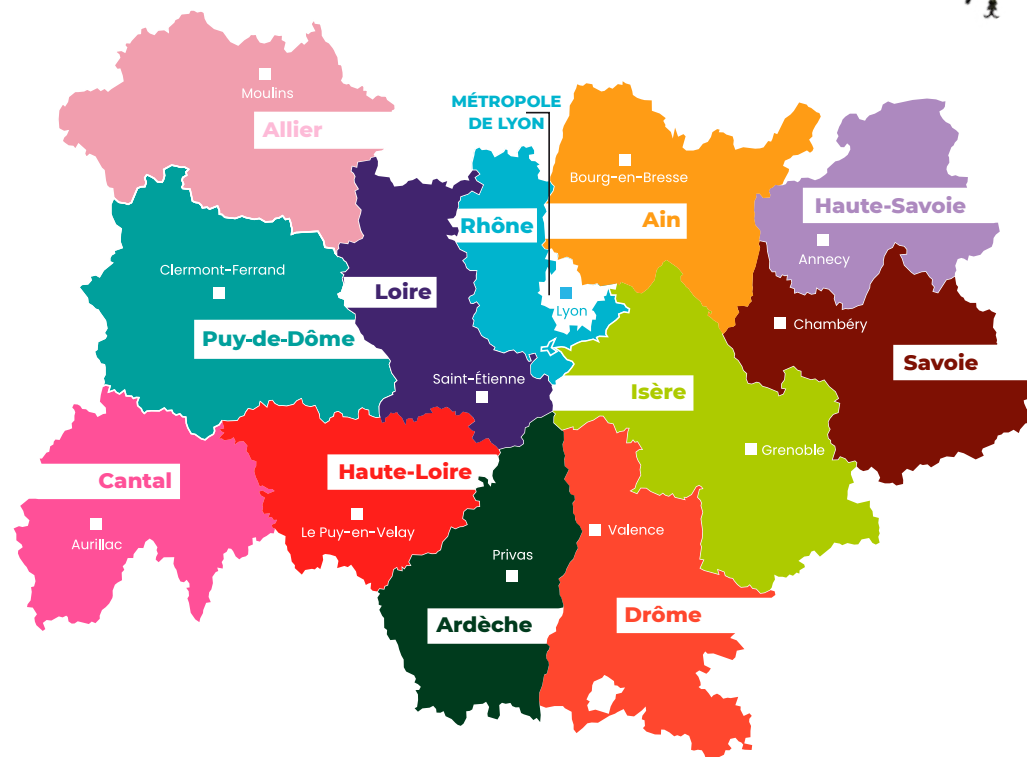 Moulins
Allier
MÉTROPOLE
DE LYON
Bourg-en-Bresse
Haute-Savoie
Rhône
Ain
Annecy
Clermont-Ferrand
Loire
Lyon
Chambéry
Puy-de-Dôme
Savoie
Saint-Étienne
Isère
Grenoble
Haute-Loire
Cantal
Le Puy-en-Velay
Valence
Aurillac
Privas
Drôme
Ardèche